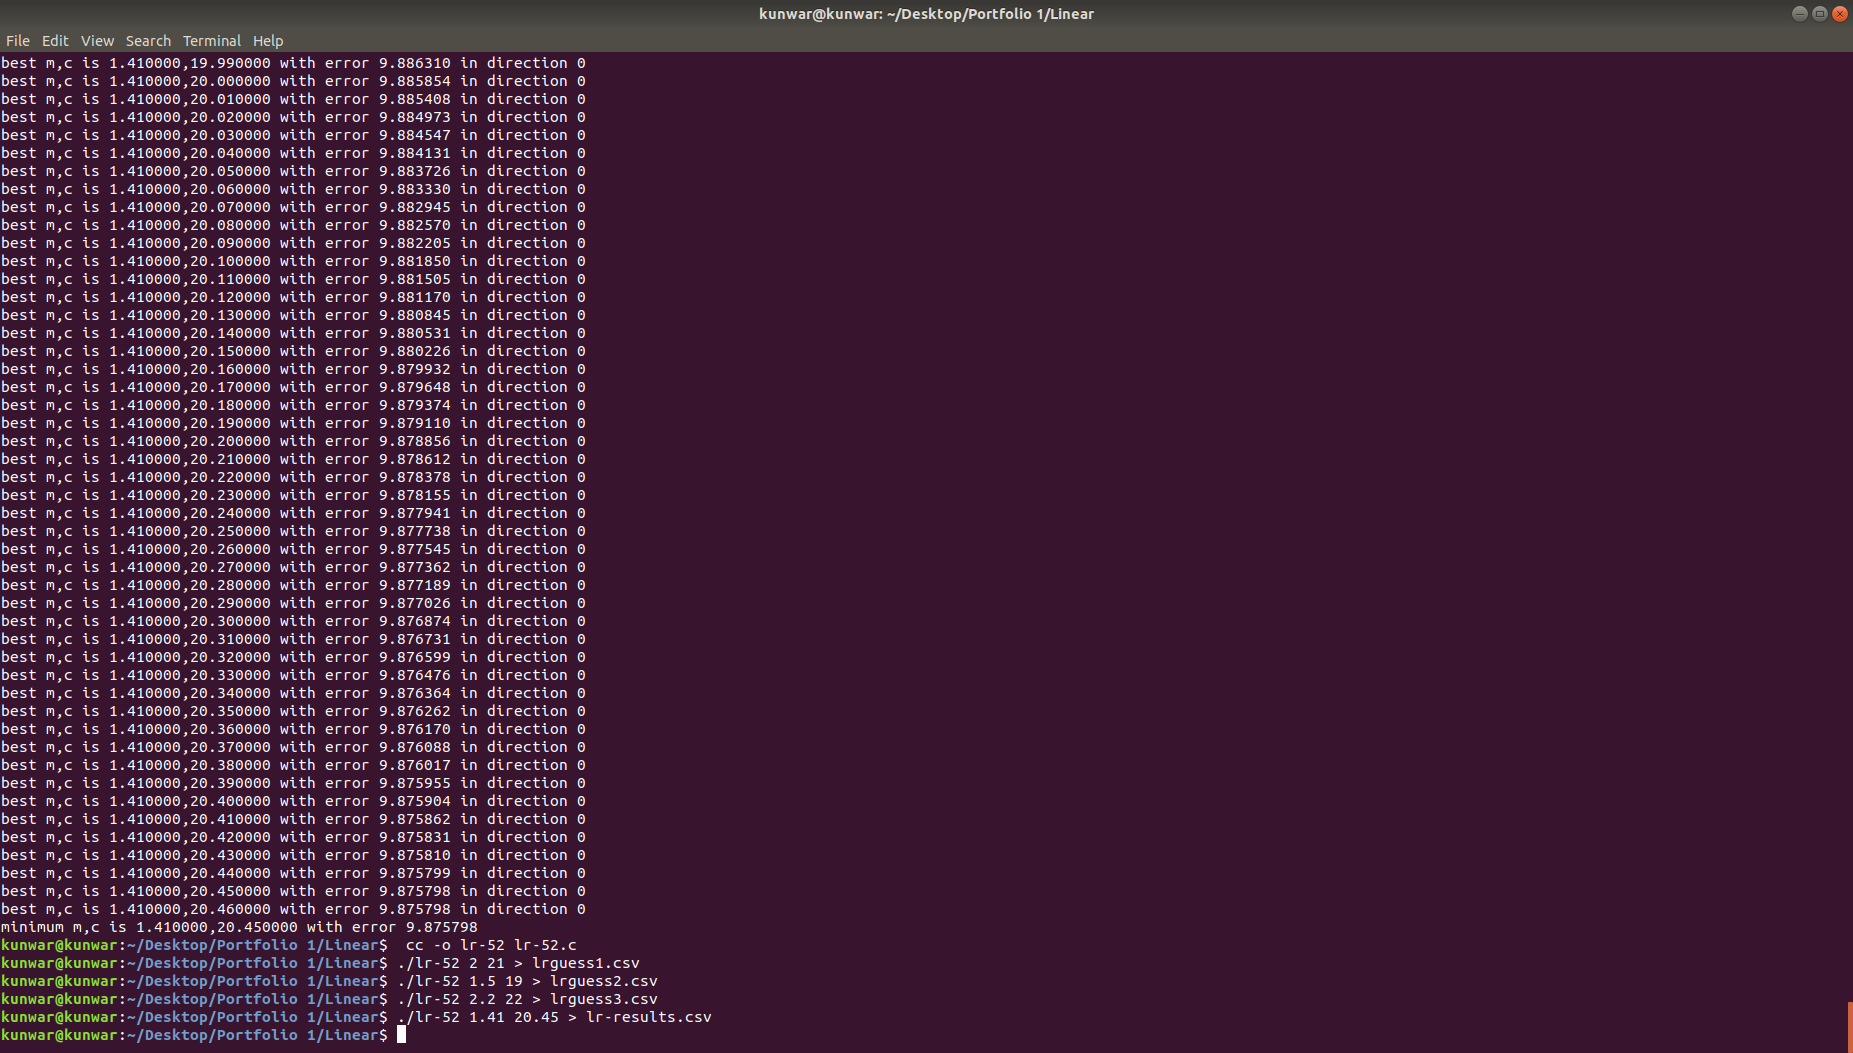 kunwar@kunwar: ~/Desktop/Portfolio 1/Linear
File Edit View Search Terminal Help
best m,c is 1.410000,19.990000 with error 9.886310 in direction 0
best m,c is 1.410000,20.000000 with error 9.885854 in direction 0
best m,c is 1.410000,20.010000 with error 9.885408 in direction 0
best m,c is 1.410000,20.020000 with error 9.884973 in direction 0
best m,c is 1.410000,20.030000 with error 9.884547 in direction 0
best m,c is 1.410000,20.040000 with error 9.884131 in direction 0
best m,c is 1.410000,20.050000 with error 9.883726 in direction 0
best m,c is 1.410000,20.060000 with error 9.883330 in direction 0
best m,c is 1.410000,20.070000 with error 9.882945 in direction 0
best m,c is 1.410000,20.080000 with error 9.882570 in direction 0
best m,c is 1.410000,20.090000 with error 9.882205 in direction 0
best m,c is 1.410000,20.100000 with error 9.881850 in direction 0
best m,c is 1.410000,20.110000 with error 9.881505 in direction 0
best m,c is 1.410000,20.120000 with error 9.881170 in direction 0
best m,c is 1.410000,20.130000 with error 9.880845 in direction 0
best m,c is 1.410000,20.140000 with error 9.880531 in direction 0
best m,c is 1.410000,20.150000 with error 9.880226 in direction 0
best m,c is 1.410000,20.160000 with error 9.879932 in direction 0
best m,c is 1.410000,20.170000 with error 9.879648 in direction 0
best m,c is 1.410000,20.180000 with error 9.879374 in direction 0
best m,c is 1.410000,20.190000 with error 9.879110 in direction 0
best m,c is 1.410000,20.200000 with error 9.878856 in direction 0
best m,c is 1.410000,20.210000 with error 9.878612 in direction 0
best m,c is 1.410000,20.220000 with error 9.878378 in direction 0
best m,c is 1.410000,20.230000 with error 9.878155 in direction 0
best m,c is 1.410000,20.240000 with error 9.877941 in direction 0
best m,c is 1.410000,20.250000 with error 9.877738 in direction 0
best m,c is 1.410000,20.260000 with error 9.877545 in direction 0
best m,c is 1.410000,20.270000 with error 9.877362 in direction 0
best m,c is 1.410000,20.280000 with error 9.877189 in direction 0
best m,c is 1.410000,20.290000 with error 9.877026 in direction 0
best m,c is 1.410000,20.300000 with error 9.876874 in direction 0
best m,c is 1.410000,20.310000 with error 9.876731 in direction 0
best m,c is 1.410000,20.320000 with error 9.876599 in direction 0
best m,c is 1.410000,20.330000 with error 9.876476 in direction 0
best m,c is 1.410000,20.340000 with error 9.876364 in direction 0
best m,c is 1.410000,20.350000 with error 9.876262 in direction 0
best m,c is 1.410000,20.360000 with error 9.876170 in direction 0
best m,c is 1.410000,20.370000 with error 9.876088 in direction 0
best m,c is 1.410000,20.380000 with error 9.876017 in direction 0
best m,c is 1.410000,20.390000 with error 9.875955 in direction 0
best m,c is 1.410000,20.400000 with error 9.875904 in direction 0
best m,c is 1.410000,20.410000 with error 9.875862 in direction 0
best m,c is 1.410000,20.420000 with error 9.875831 in direction 0
best m,c is 1.410000,20.430000 with error 9.875810 in direction 0
best m,c is 1.410000,20.440000 with error 9.875799 in direction 0
best m,c is 1.410000,20.450000 with error 9.875798 in direction 0
best m,c is 1.410000,20.460000 with error 9.875798 in direction 0
minimum m,c is 1.410000,20.450000 with error 9.875798
kunwar@kunwar:~/Desktop/Portfolio 1/Linear$  cc -o lr-52 lr-52.c
kunwar@kunwar:~/Desktop/Portfolio 1/Linear$ ./lr-52 2 21 > lrguess1.csv
kunwar@kunwar:~/Desktop/Portfolio 1/Linear$ ./lr-52 1.5 19 > lrguess2.csv
kunwar@kunwar:~/Desktop/Portfolio 1/Linear$ ./lr-52 2.2 22 > lrguess3.csv
kunwar@kunwar:~/Desktop/Portfolio 1/Linear$ ./lr-52 1.41 20.45 > lr-results.csv
kunwar@kunwar:~/Desktop/Portfolio 1/Linear$